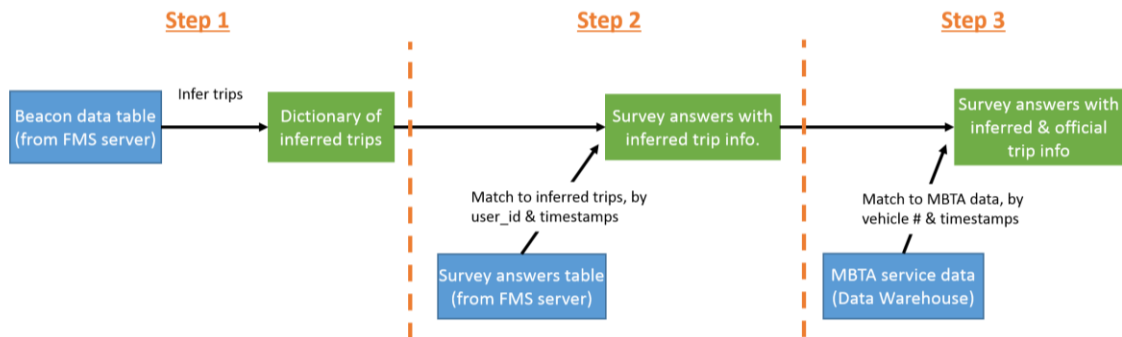 Step 1
Step 2
Step 3
Infer trips
Beacon data table
(from FMS server)
Dictionary of
inferred trips
Survey answers with
inferred trip info.
Survey answers with
inferred & official
trip info
Match to inferred trips, by
user_id & timestamps
Match to MBTA data, by
vehicle # & timestamps
Survey answers table
(from FMS server)
MBTA service data
(Data Warehouse)